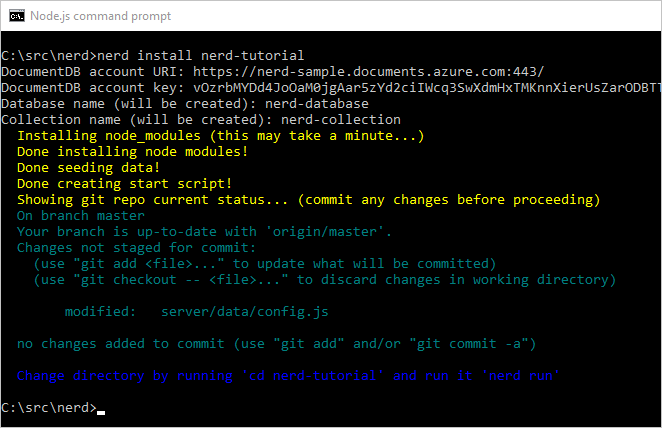 Node.js command prompt
C:\src\nerd>nerd install nerd-tutorial
DocumentDB account URI: https://nerd-sample.documents.azure.com:443/
DocumentDB account key: vOzrbMYDd4JoOaM0jgAar5zYd2ciIWcq3SwXdmHxTMKnnXierUsZarODBTT
Database name (will be created): nerd-database
Collection name (will be created): nerd-collection
Installing node_modules (this may take a minute...)
Done installing node modules!
Done seeding data!
Done creating start script!
Showing git repo current status... (commit any changes before proceeding)
On branch master
Your branch is up-to-date with 'origin/master'.
Changes not staged for commit:
(use "git add <file>..." to update what will be committed)
(use "git checkout -- <file>..." to discard changes in working directory)
modified:   server/data/config.js
no changes added to commit (use "git add" and/or "git commit -a")
Change directory by running 'cd nerd-tutorial' and run it 'nerd run'
C:\src\nerd>